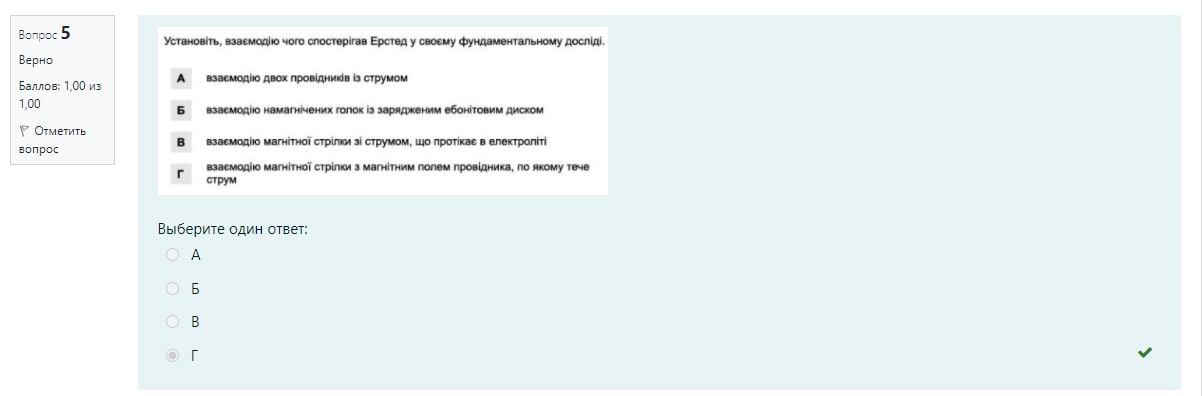 Вопрос 5
Верно
Баллов: 1,00 из
1,00
Отметить
вопрос
Установіть, взаємодію чого спостерігав Ерстед у своєму фундаментальному досліді.
А взаємодію двох провідників із струмом
Б взаємодію намагнічених голок із зарядженим ебонітовим диском
В взаємодію магнітної стрілки зі струмом, що протікає в електроліті
Г взаємодію магнітної стрілки з магнітним полем провідника, по якому тече
струм
Выберите один ответ:
А
Б
В
Г